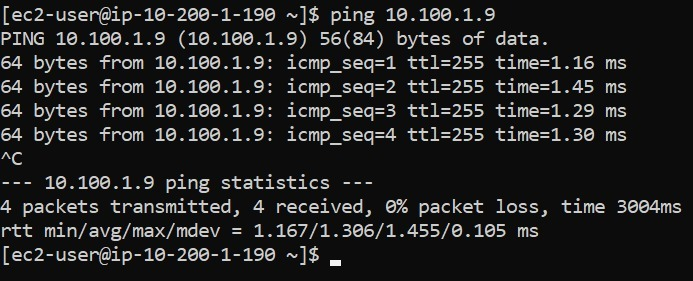 [ec2-user@ip-10-200-1-190 ~]$ ping 10.100.1.9
PING 10.100.1.9 (10.100.1.9) 56(84) bytes of data.
64 bytes from 10.100.1.9: icmp_seq=1 ttl=255 time=1.16 ms
64 bytes from 10.100.1.9: icmp_seq=2 ttl=255 time=1.45 ms
64 bytes from 10.100.1.9: icmp_seq=3 ttl=255 time=1.29 ms
64 bytes from 10.100.1.9: icmp_seq=4 ttl=255 time=1.30 ms
^C
--- 10.100.1.9 ping statistics ---
4 packets transmitted, 4 received, 0% packet loss, time 3004ms
rtt min/avg/max/mdev = 1.167/1.306/1.455/0.105 ms
[ec2-user@ip-10-200-1-190 ~]$